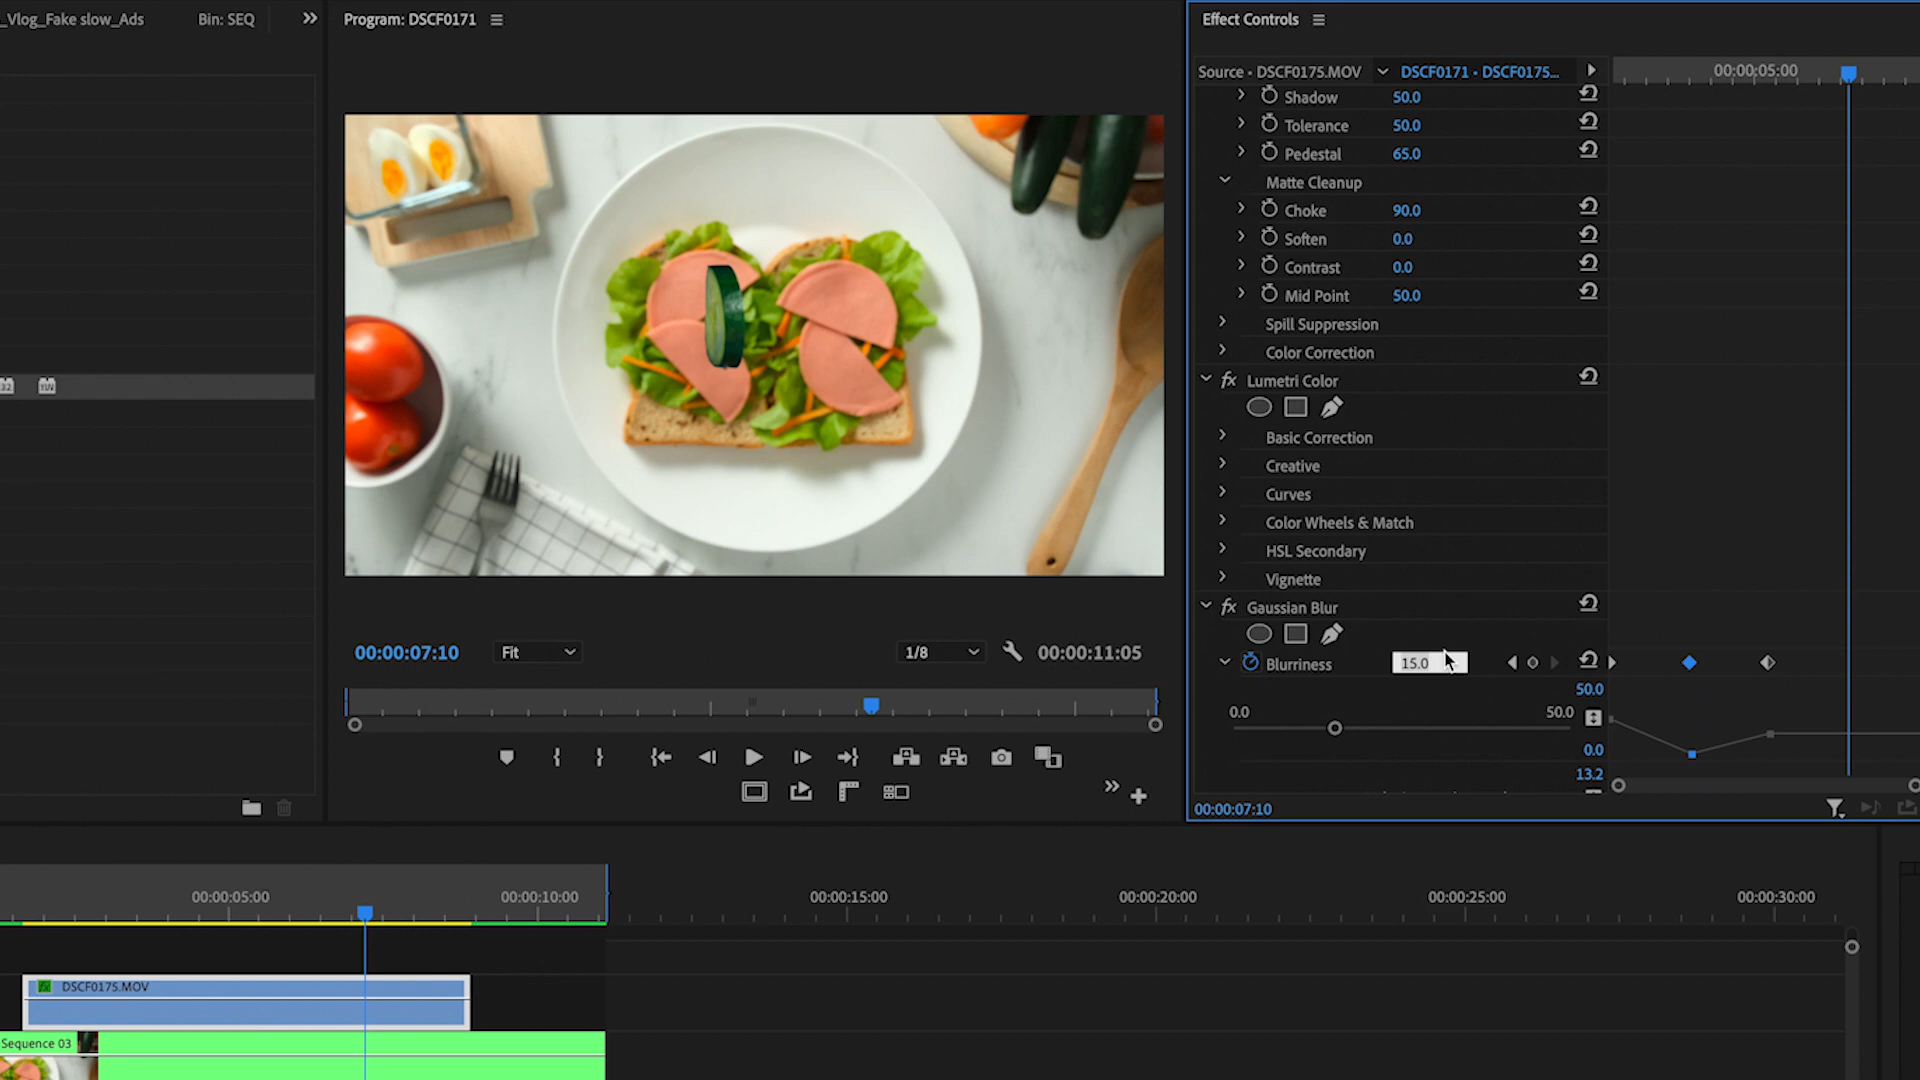 _Vlog_Fake slow_Ads
Bin: SEQ
Program: DSCF0171
Effect Controls
Source • DSCF0175.MOV
DSCF0171 • DSCF0175...
00:00:05:00
Shadow 50.0
Tolerance 50.0
Pedestal 65.0
Matte Cleanup
Choke 90.0
Soften 0.0
Contrast 0.0
Mid Point 50.0
Spill Suppression
Color Correction
fx Lumetri Color
Basic Correction
Creative
Curves
Color Wheels & Match
HSL Secondary
Vignette
fx Gaussian Blur
Blurriness 15.0
50.0
0.0 50.0
0.0
13.2
00:00:07:10
00:00:07:10 Fit 1/8 00:00:11:05
32
YUV
00:00:05:00 00:00:10:00 00:00:15:00 00:00:20:00 00:00:25:00 00:00:30:00
fx DSCF0175.MOV
Sequence 03